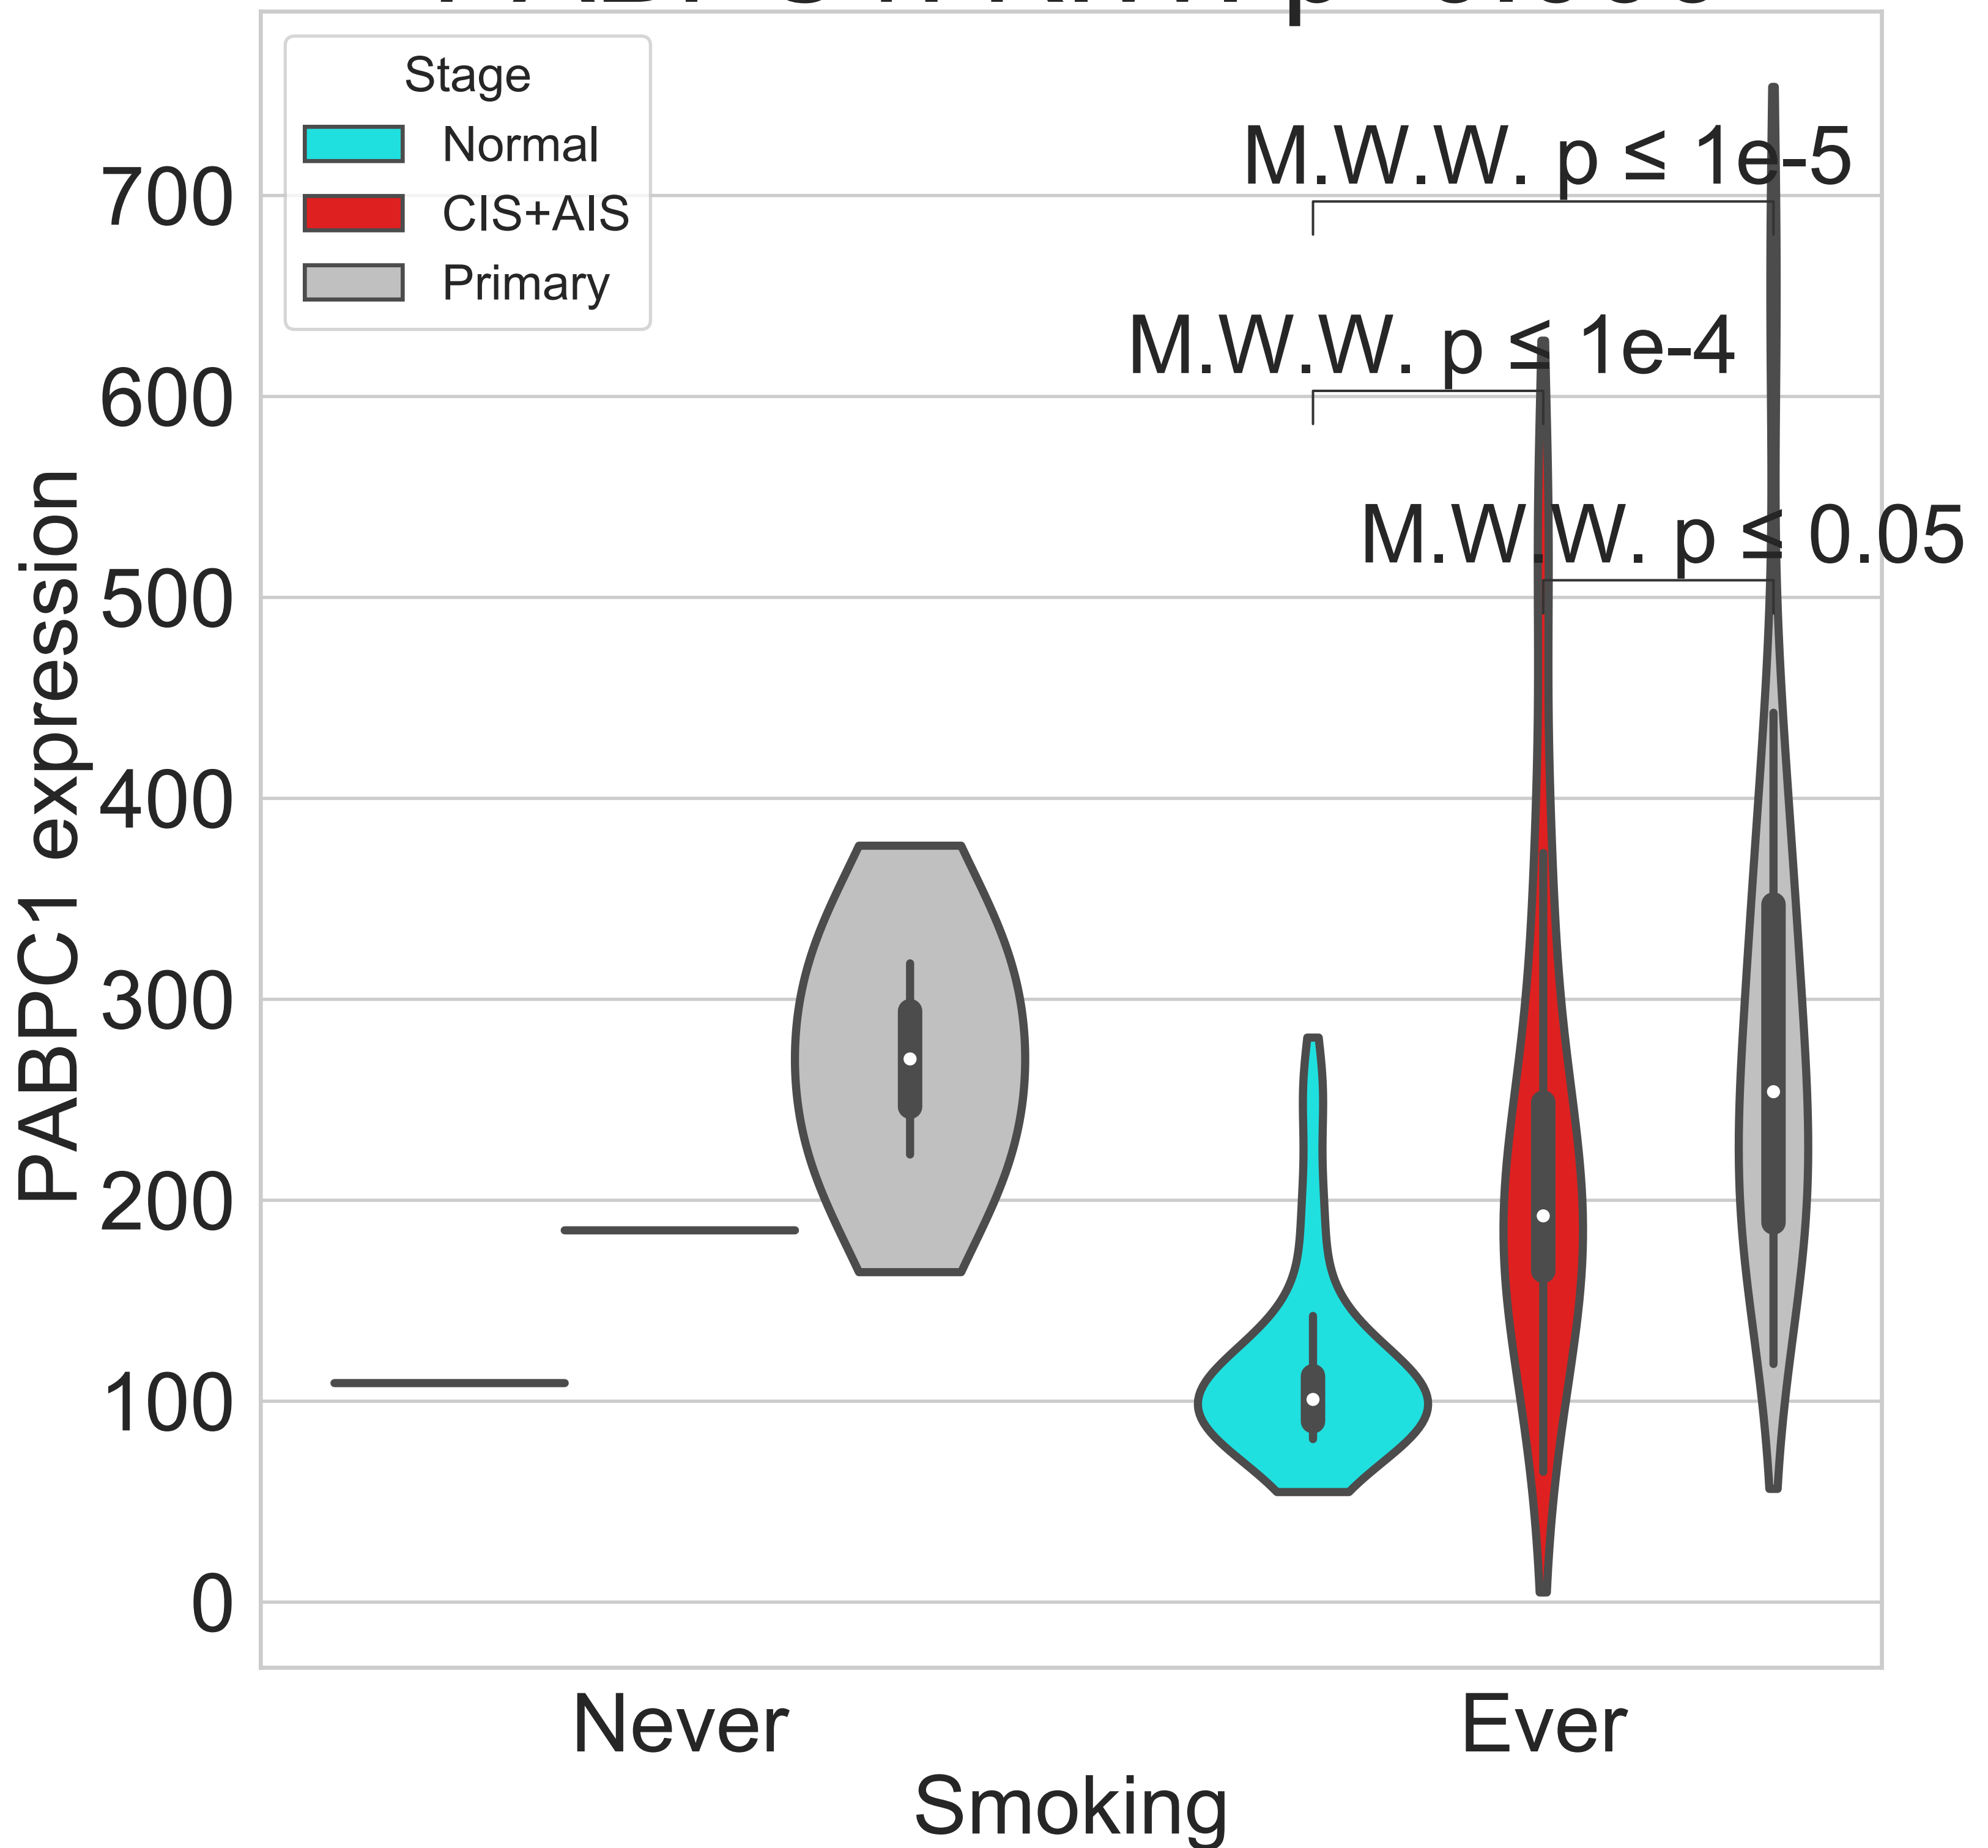 Stage
Normal
CIS+AIS
Primary
M.W.W. p ≤ 1e-5
M.W.W. p ≤ 1e-4
M.W.W. p ≤ 0.05
700
600
500
400
300
200
100
0
PABPC1 expression
Never
Ever
Smoking